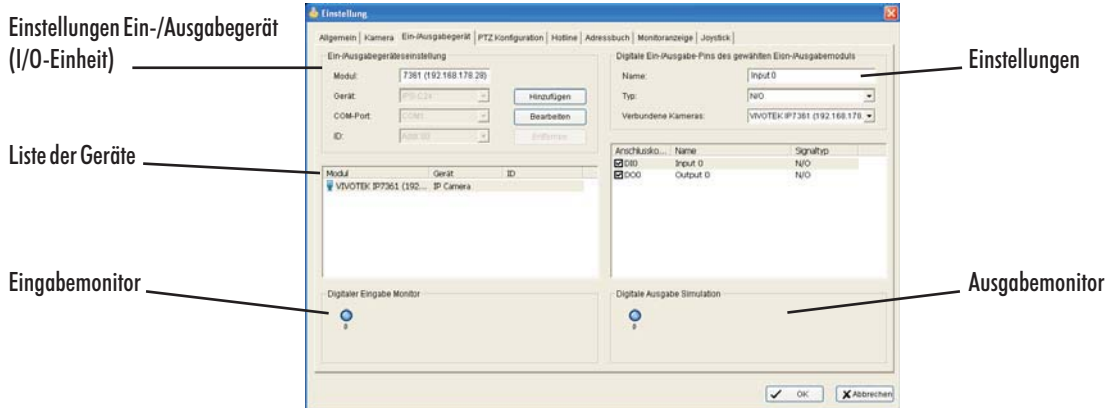 Einstellungen Ein-/Ausgabegerät
(I/O-Einheit)
Liste der Geräte
Eingabemonitor
Einstellung
Allgemein Kamera Ein-/Ausgabegerät PTZ Konfiguration Hotline Adressbuch Monitoranzeige Joystick
Ein-/Ausgabegeräteseinstellung
Modul: 7361 (192.168.178.28)
Gerät: Hinzufügen
COM-Port: COM1 Bearbeiten
ID: Entfernen
Modul Gerät ID
VIVOTEK IP7361 (192... IP Camera
Digitaler Eingabe Monitor
0
Digitale Ein-/Ausgabe-Pins des gewählten Eion-/Ausgabemoduls
Name: Input 0
Typ: N/O
Verbundene Kameras: VIVOTEK IP7361 (192.168.178.
Anschlussko... Name Signaltyp
DI0 Input 0 N/O
DO0 Output 0 N/O
Digitale Ausgabe Simulation
0
OK Abbrechen
Einstellungen
Ausgabemonitor